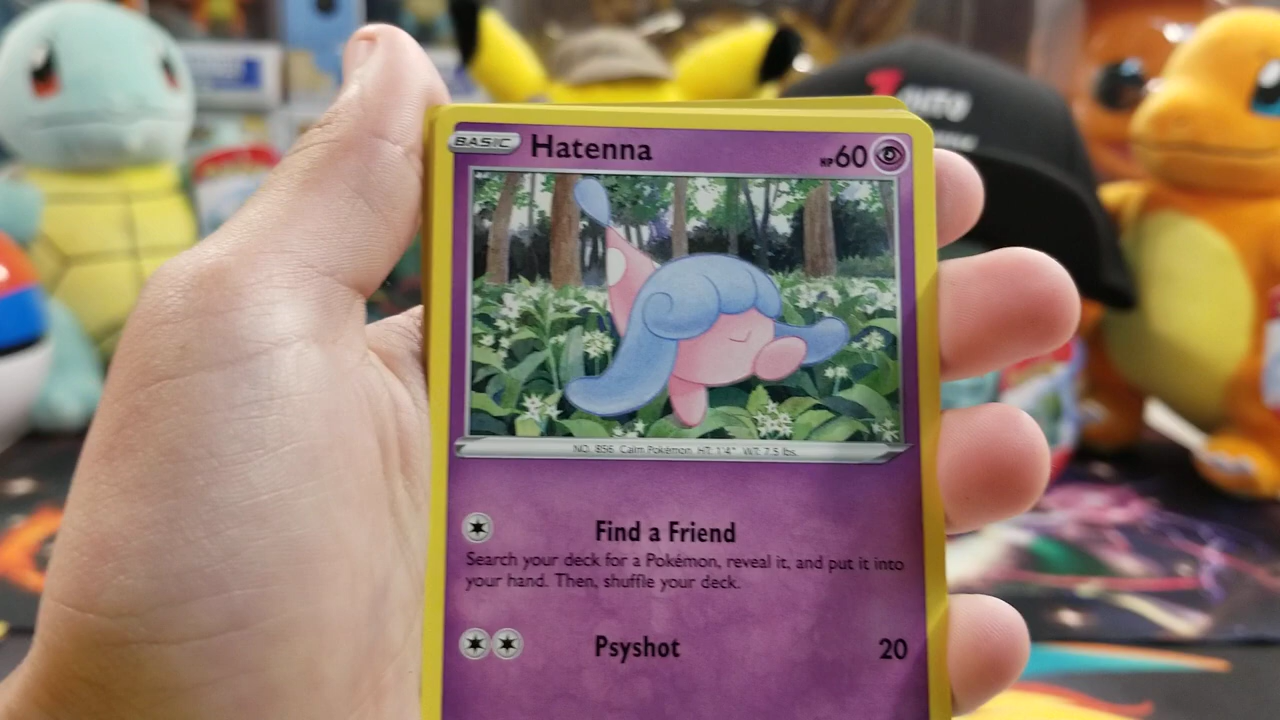 BASIC Hatenna HP60
NO. 856 Calm Pokémon HT. 1'4" WT. 7.5 lbs.
Find a Friend
Search your deck for a Pokémon, reveal it, and put it into
your hand. Then, shuffle your deck.
Psyshot 20